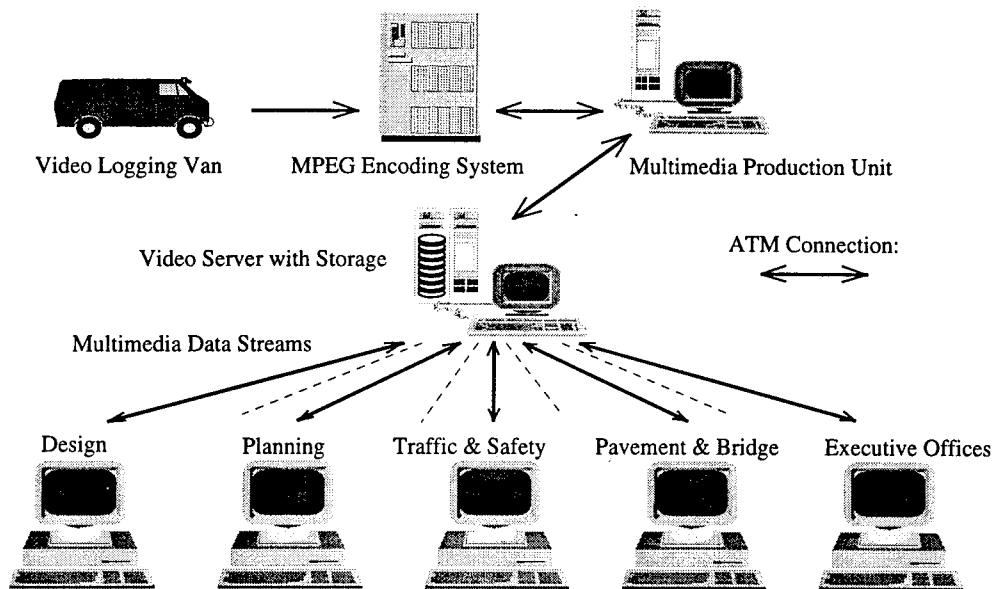 Video Logging Van
MPEG Encoding System
Multimedia Production Unit
Video Server with Storage
ATM Connection:
Multimedia Data Streams
Design
Planning
Traffic & Safety
Pavement & Bridge
Executive Offices